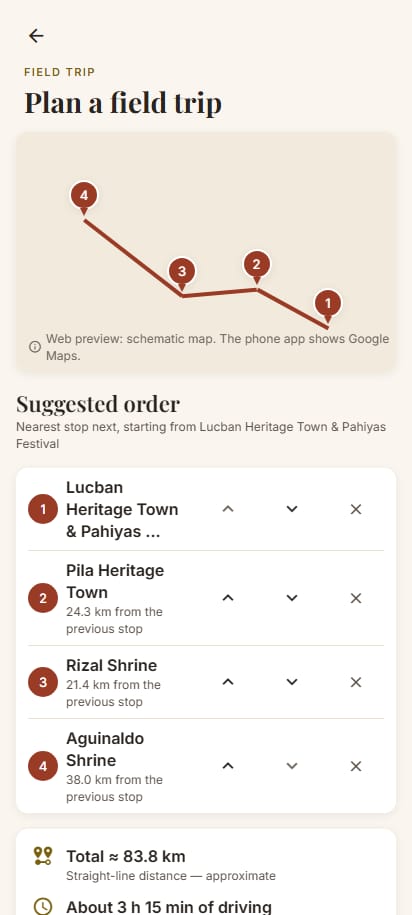 FIELD TRIP
Plan a field trip
4
3
2
1
Web preview: schematic map. The phone app shows Google
Maps.
Suggested order
Nearest stop next, starting from Lucban Heritage Town & Pahiyas
Festival
1
Lucban
Heritage Town
& Pahiyas ...
2
Pila Heritage
Town
24.3 km from the
previous stop
3
Rizal Shrine
21.4 km from the
previous stop
4
Aguinaldo
Shrine
38.0 km from the
previous stop
Total ≈ 83.8 km
Straight-line distance — approximate
About 3 h 15 min of driving